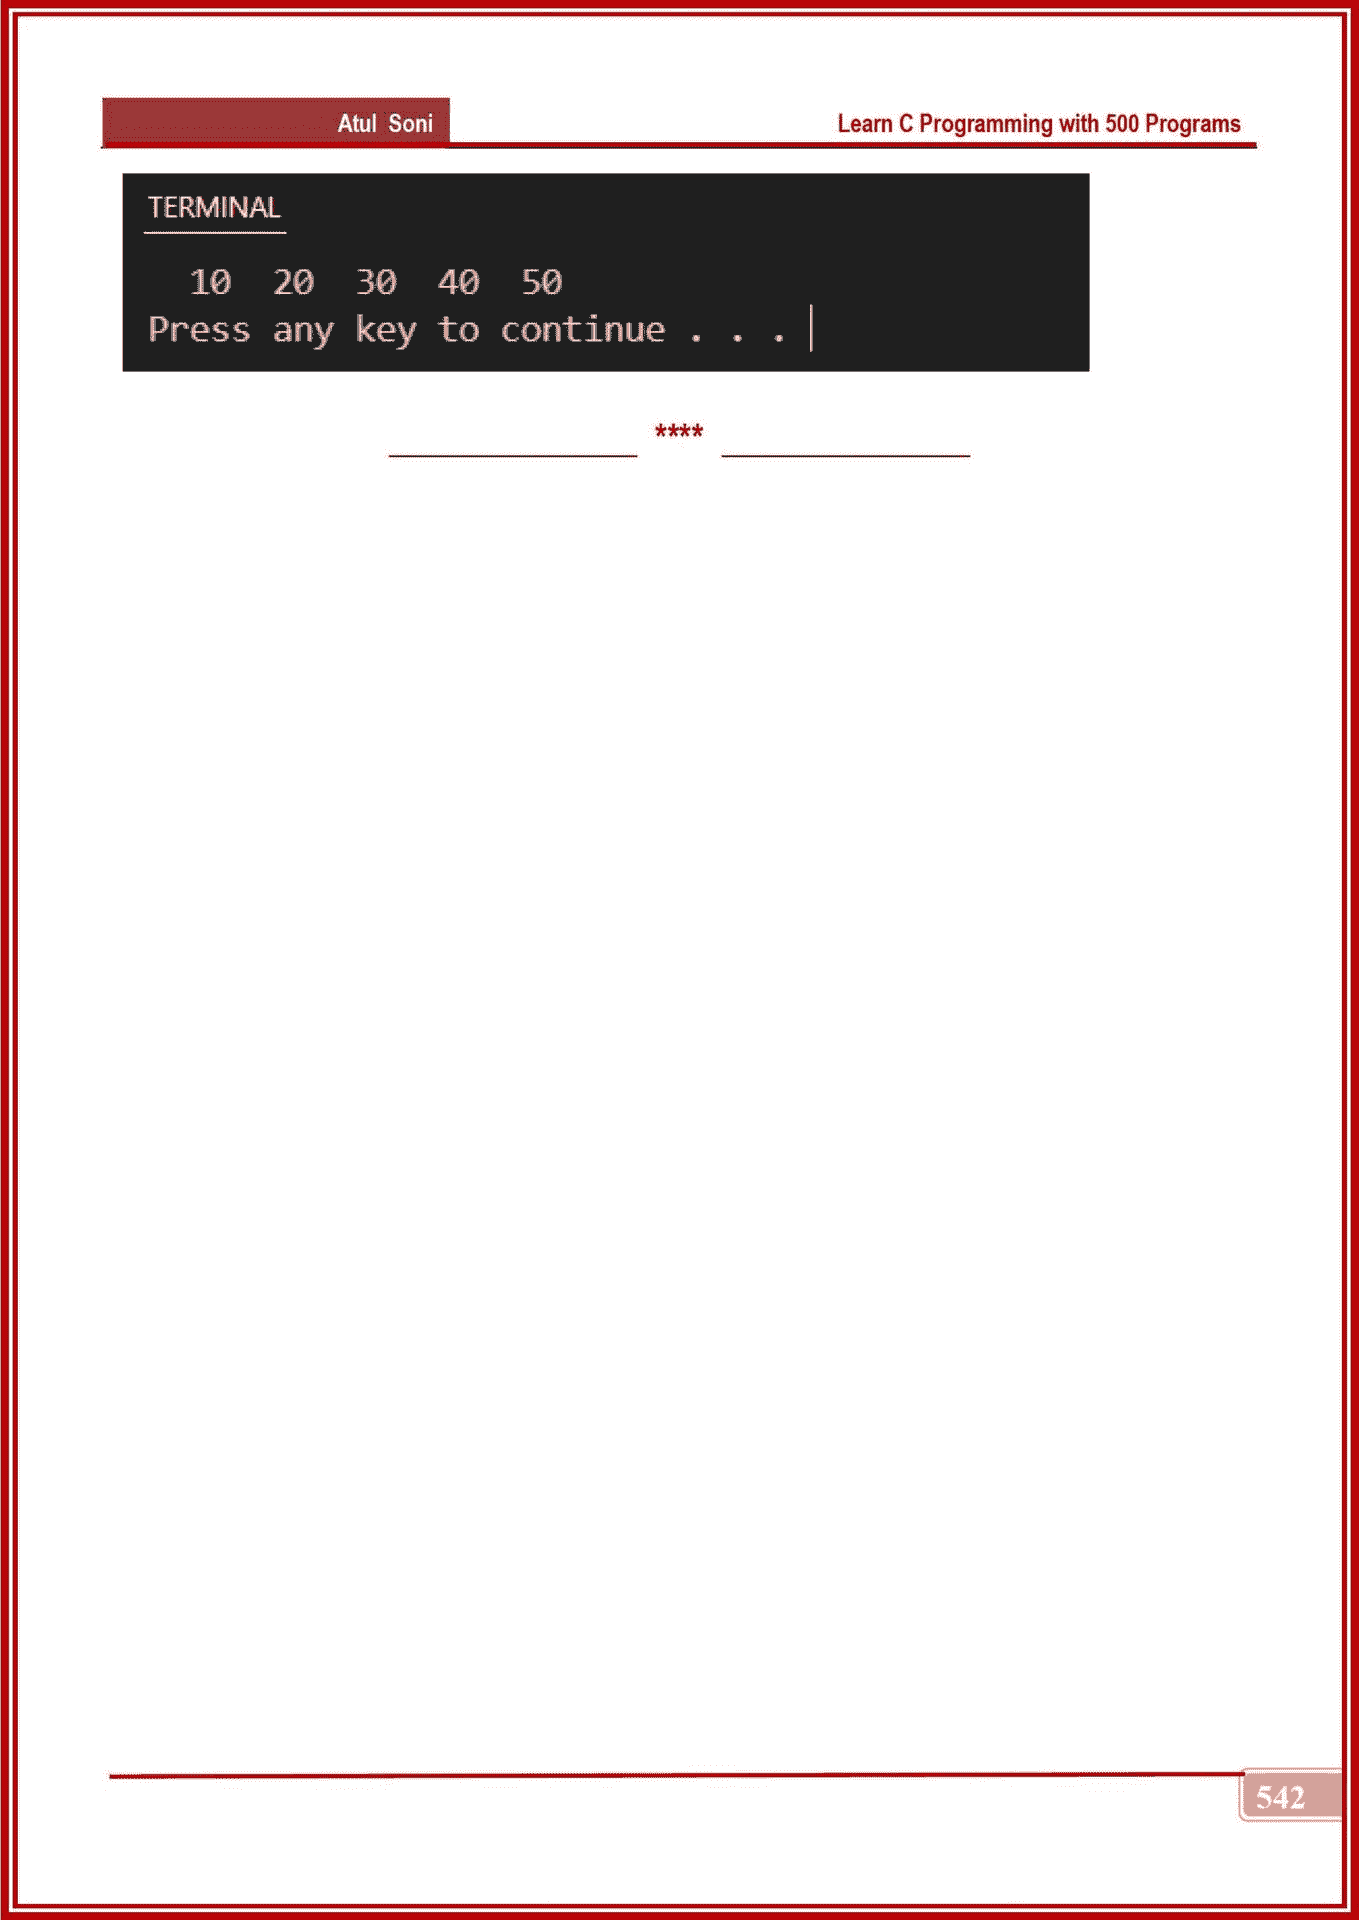 Atul Soni
Learn C Programming with 500 Programs
TERMINAL
10 20 30 40 50
Press any key to continue . . .
****
542